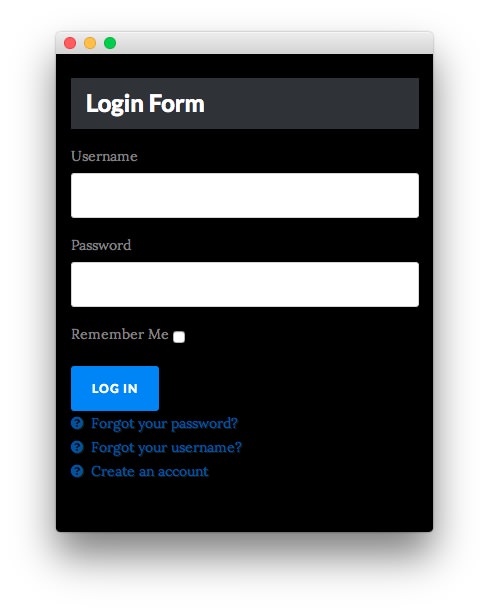 Login Form
Username
Password
Remember Me
LOG IN
Forgot your password?
Forgot your username?
Create an account